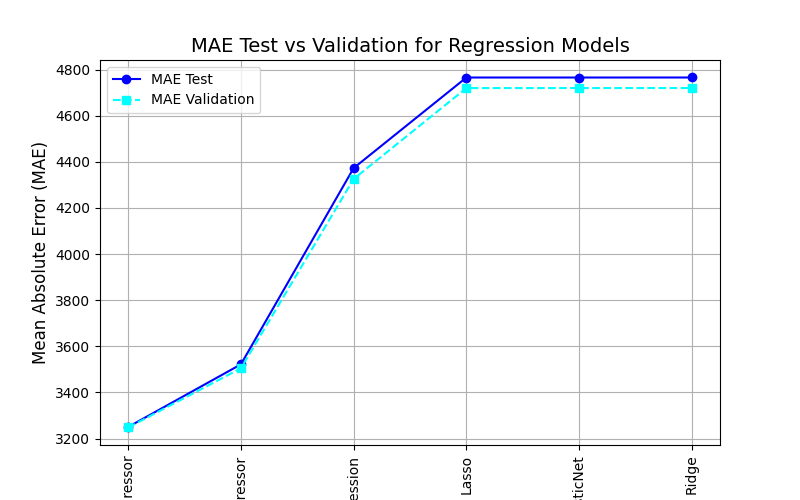 MAE Test vs Validation for Regression Models
MAE Test
MAE Validation
Mean Absolute Error (MAE)
4800
4600
4400
4200
4000
3800
3600
3400
3200
ressor
ressor
ession
Lasso
ticNet
Ridge